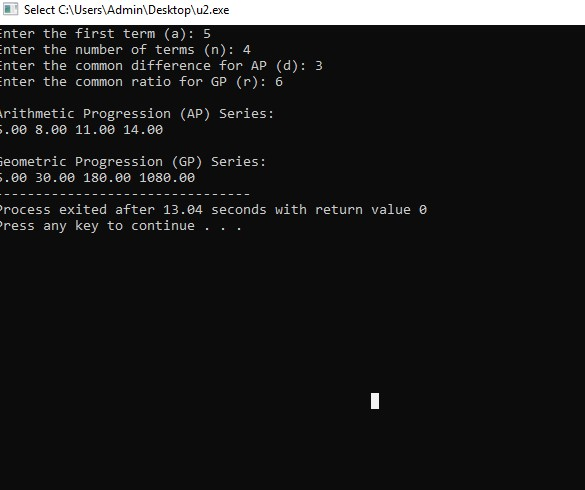 Select C:\Users\Admin\Desktop\u2.exe
Enter the first term (a): 5
Enter the number of terms (n): 4
Enter the common difference for AP (d): 3
Enter the common ratio for GP (r): 6
Arithmetic Progression (AP) Series:
5.00 8.00 11.00 14.00
Geometric Progression (GP) Series:
5.00 30.00 180.00 1080.00
--------------------------------
Process exited after 13.04 seconds with return value 0
Press any key to continue . . .